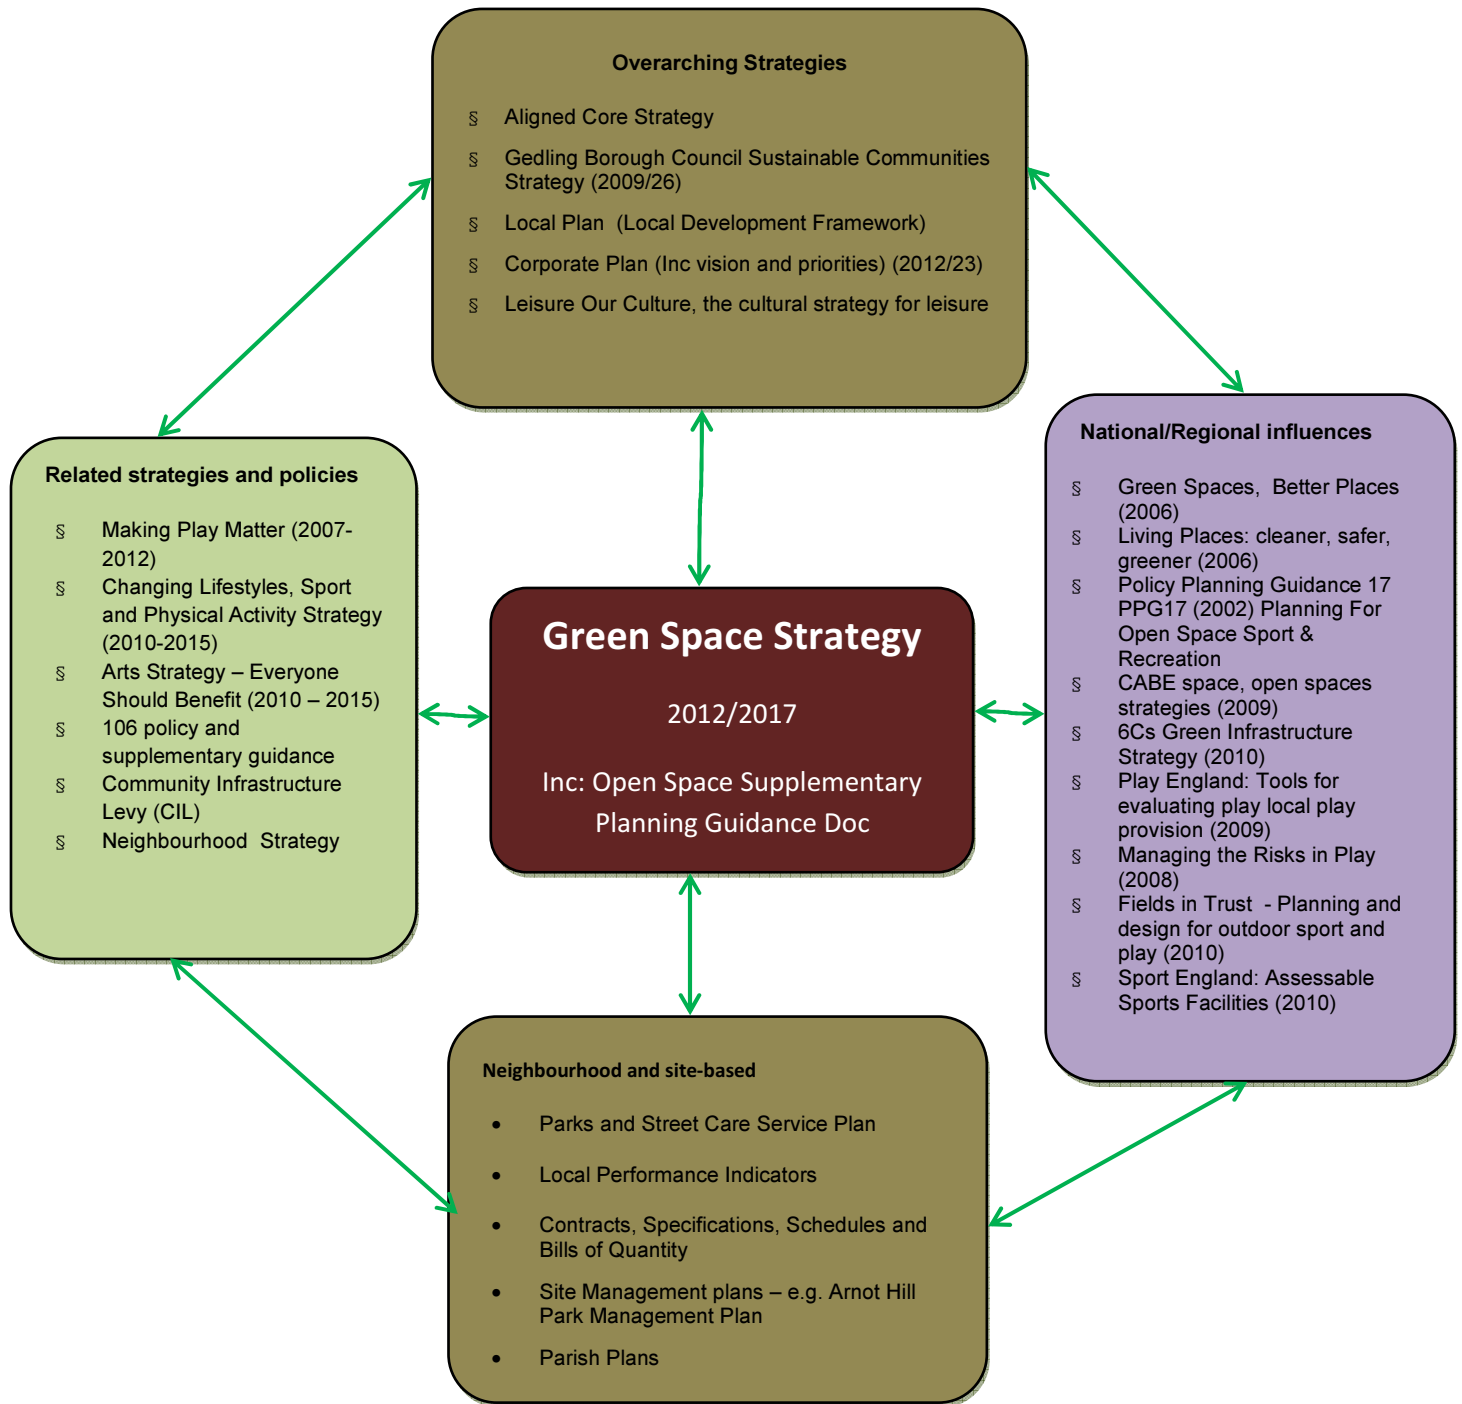 Overarching Strategies
§ Aligned Core Strategy
§ Gedling Borough Council Sustainable Communities
Strategy (2009/26)
§ Local Plan (Local Development Framework)
§ Corporate Plan (Inc vision and priorities) (2012/23)
§ Leisure Our Culture, the cultural strategy for leisure
Related strategies and policies
§ Making Play Matter (2007-
2012)
§ Changing Lifestyles, Sport
and Physical Activity Strategy
(2010-2015)
§ Arts Strategy – Everyone
Should Benefit (2010 – 2015)
§ 106 policy and
supplementary guidance
§ Community Infrastructure
Levy (CIL)
§ Neighbourhood Strategy
Green Space Strategy
2012/2017
Inc: Open Space Supplementary
Planning Guidance Doc
National/Regional influences
§ Green Spaces, Better Places
(2006)
§ Living Places: cleaner, safer,
greener (2006)
§ Policy Planning Guidance 17
PPG17 (2002) Planning For
Open Space Sport &
Recreation
§ CABE space, open spaces
strategies (2009)
§ 6Cs Green Infrastructure
Strategy (2010)
§ Play England: Tools for
evaluating play local play
provision (2009)
§ Managing the Risks in Play
(2008)
§ Fields in Trust - Planning and
design for outdoor sport and
play (2010)
§ Sport England: Assessable
Sports Facilities (2010)
Neighbourhood and site-based
• Parks and Street Care Service Plan
• Local Performance Indicators
• Contracts, Specifications, Schedules and
Bills of Quantity
• Site Management plans – e.g. Arnot Hill
Park Management Plan
• Parish Plans